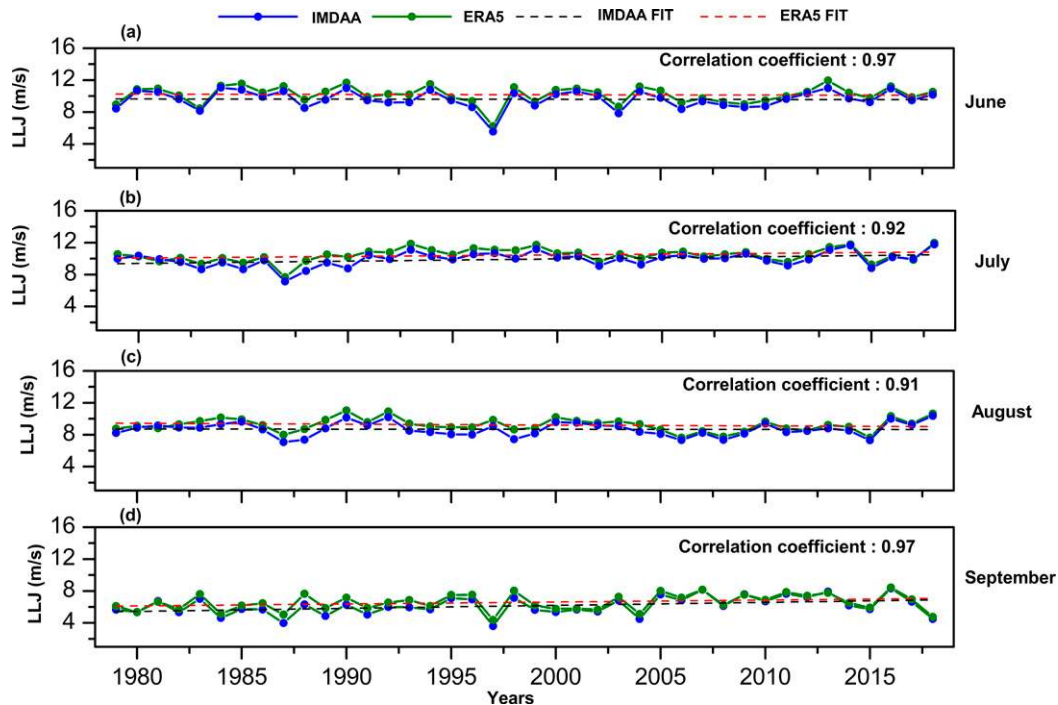 IMDAA ERA5 IMDAA FIT ERA5 FIT
(a)
Correlation coefficient : 0.97
16
12
8
4
LLJ (m/s)
June
(b)
Correlation coefficient : 0.92
16
12
8
4
LLJ (m/s)
July
(c)
Correlation coefficient : 0.91
16
12
8
4
LLJ (m/s)
August
(d)
Correlation coefficient : 0.97
16
12
8
4
LLJ (m/s)
September
1980 1985 1990 1995 2000 2005 2010 2015
Years